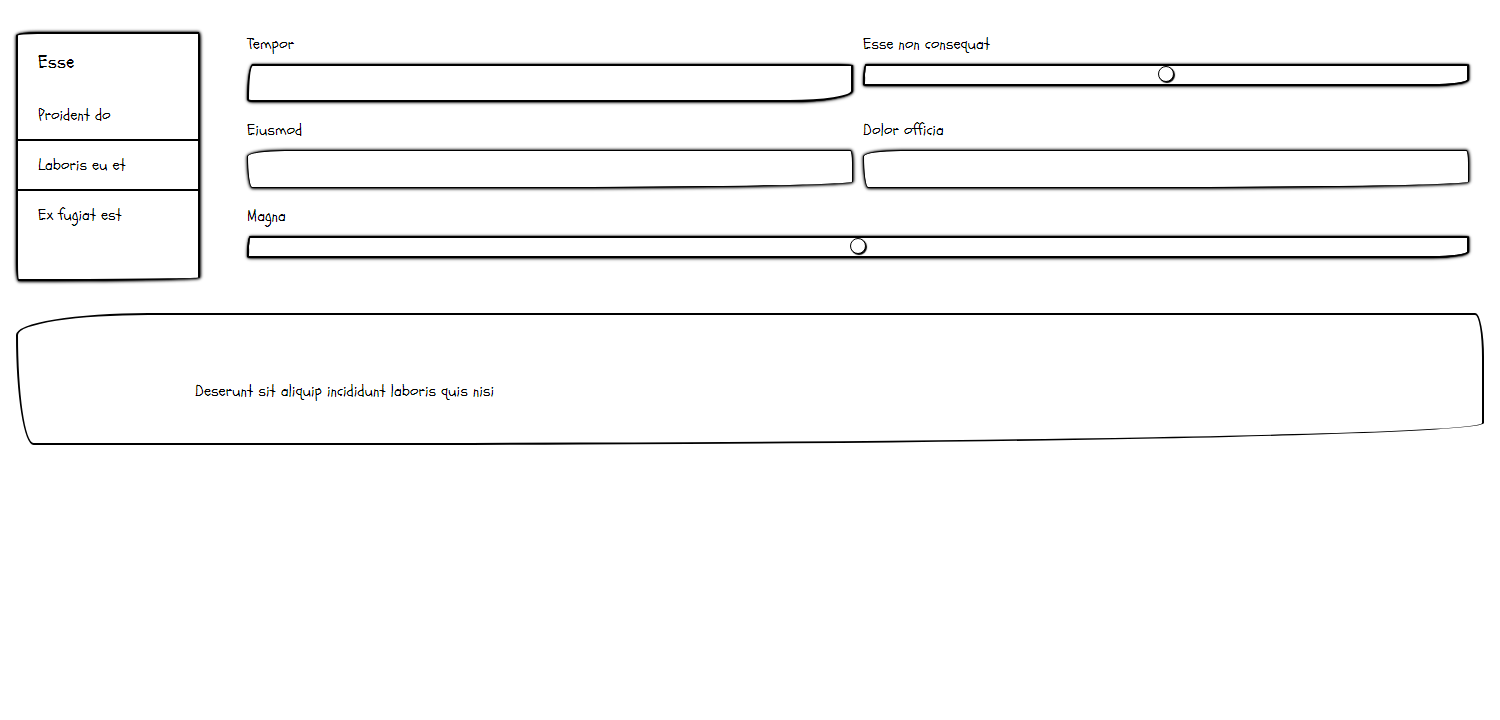 Esse
Proident do
Laboris eu et
Ex fugiat est
Tempor
Esse non consequat
Eiusmod
Dolor officia
Magna
Deserunt sit aliquip incididunt laboris quis nisi